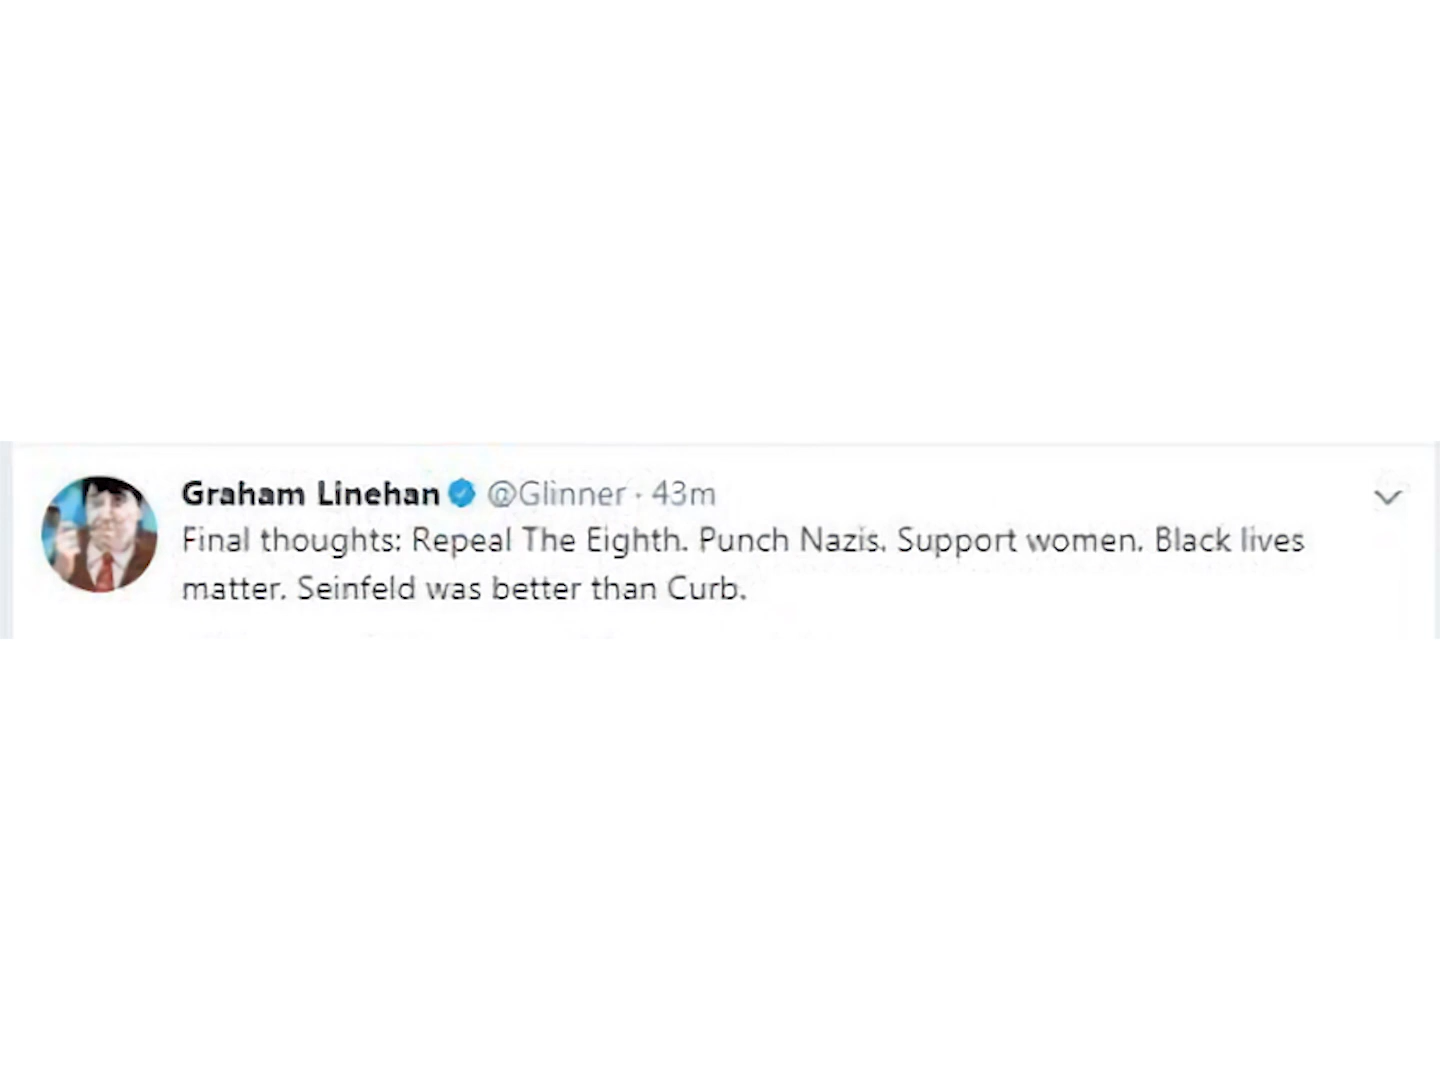 Graham Linehan @Glinner · 43m
Final thoughts: Repeal The Eighth. Punch Nazis. Support women. Black lives
matter. Seinfeld was better than Curb.